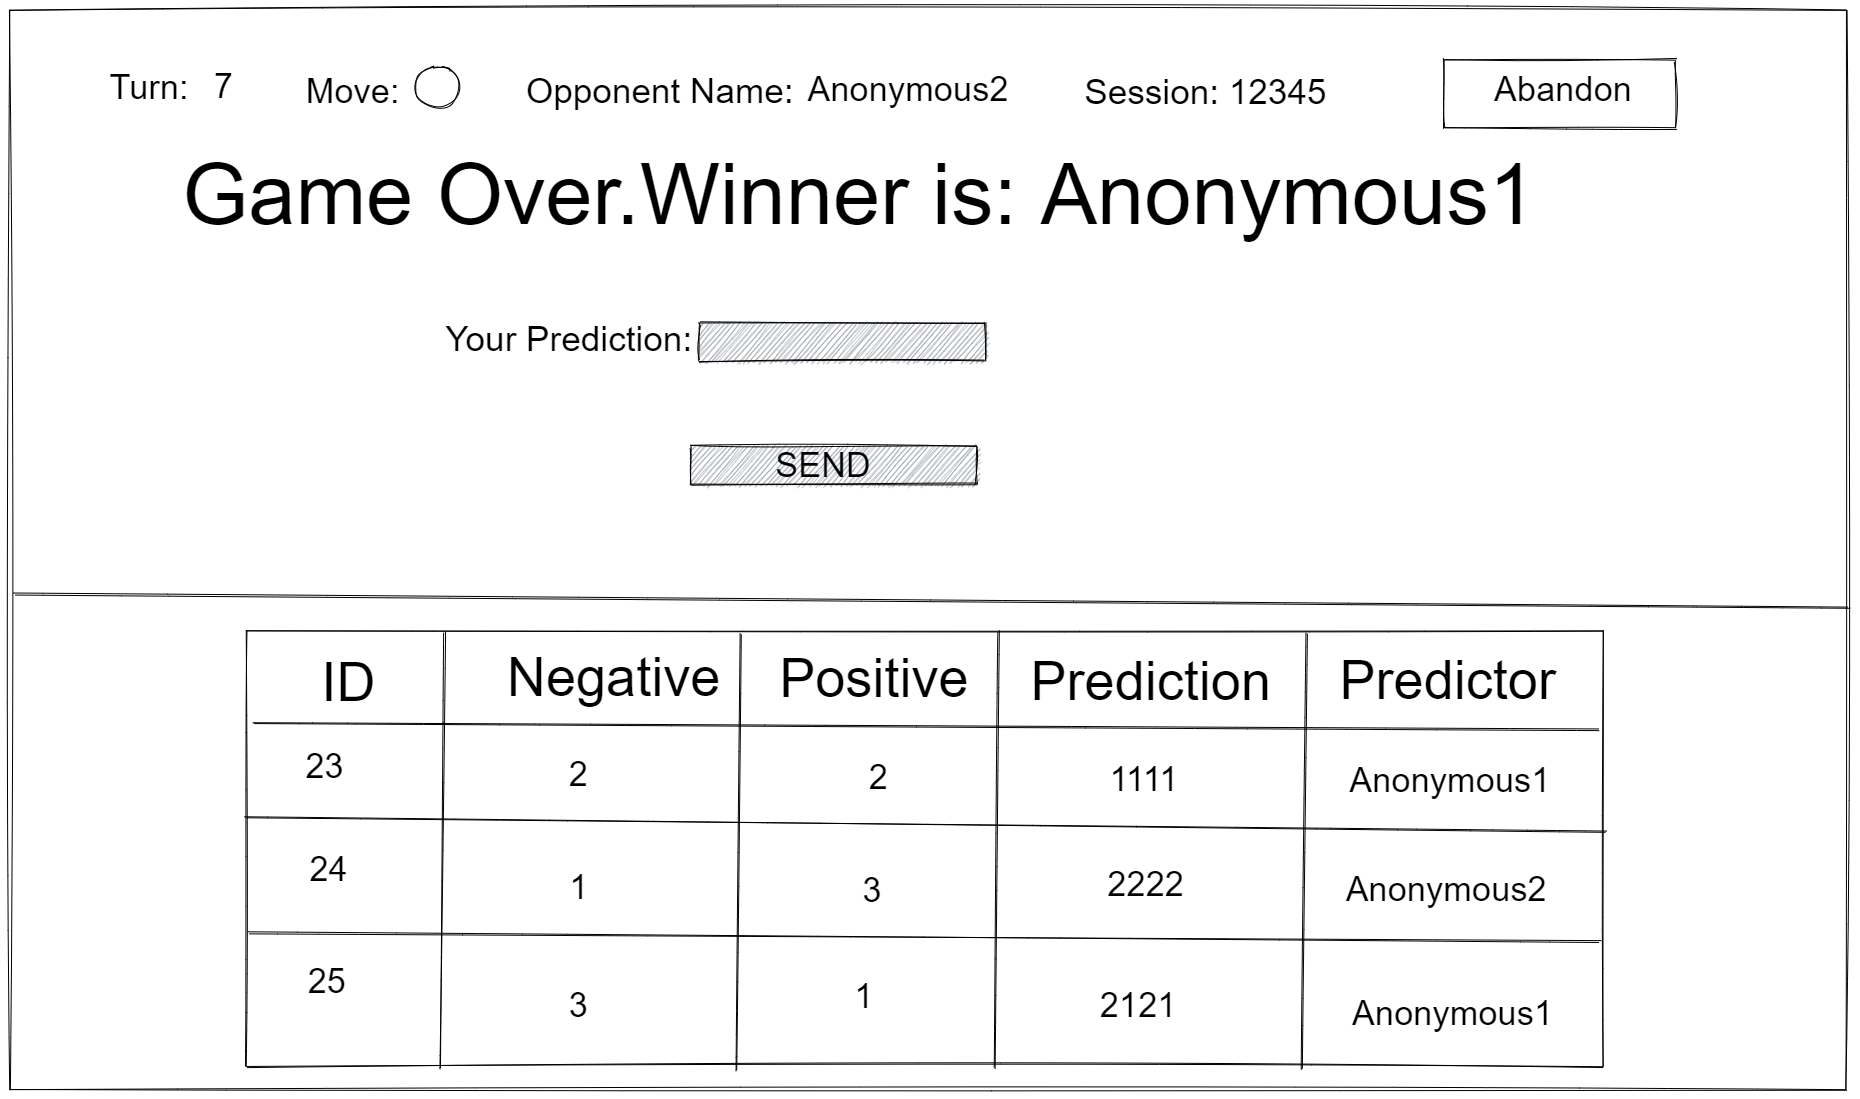 Turn: 7 Move: Opponent Name: Anonymous2 Session: 12345 Abandon
Game Over.Winner is: Anonymous1
Your Prediction:
SEND
ID Negative Positive Prediction Predictor
23 2 2 1111 Anonymous1
24 1 3 2222 Anonymous2
25 3 1 2121 Anonymous1